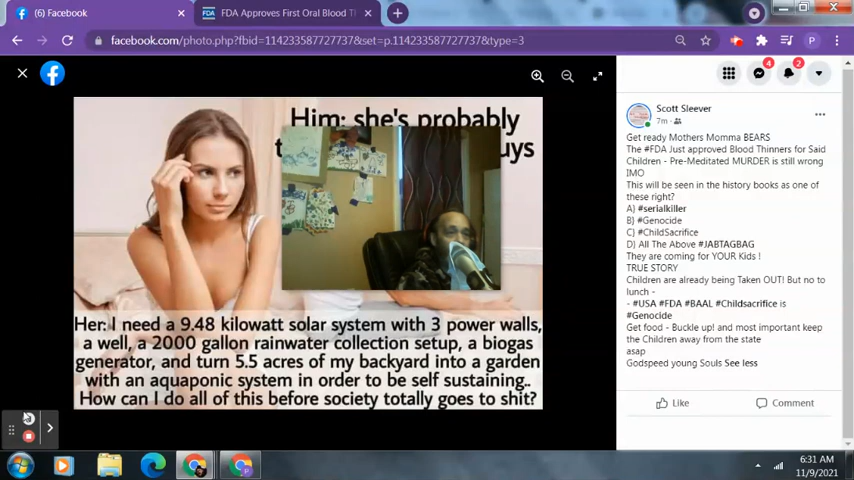 (6) Facebook
FDA Approves First Oral Blood Th
facebook.com/photo.php?fbid=114233587727737&set=p.114233587727737&type=3
P
4
2
Him: she's probably
t
uys
Her: I need a 9.48 kilowatt solar system with 3 power walls,
a well, a 2000 gallon rainwater collection setup, a biogas
generator, and turn 5.5 acres of my backyard into a garden
with an aquaponic system in order to be self sustaining..
How can I do all of this before society totally goes to shit?
Scott Sleever
7m
Get ready Mothers Momma BEARS
The #FDA Just approved Blood Thinners for Said
Children - Pre-Meditated MURDER is still wrong
IMO
This will be seen in the history books as one of
these right?
A) #serialkiller
B) #Genocide
C) #ChildSacrifice
D) All The Above #JABTAGBAG
They are coming for YOUR Kids !
TRUE STORY
Children are already being Taken OUT! But no to
lunch -
- #USA #FDA #BAAL #Childsacrifice is
#Genocide
Get food - Buckle up! and most important keep
the Children away from the state
asap
Godspeed young Souls See less
Like
Comment
6:31 AM
11/9/2021